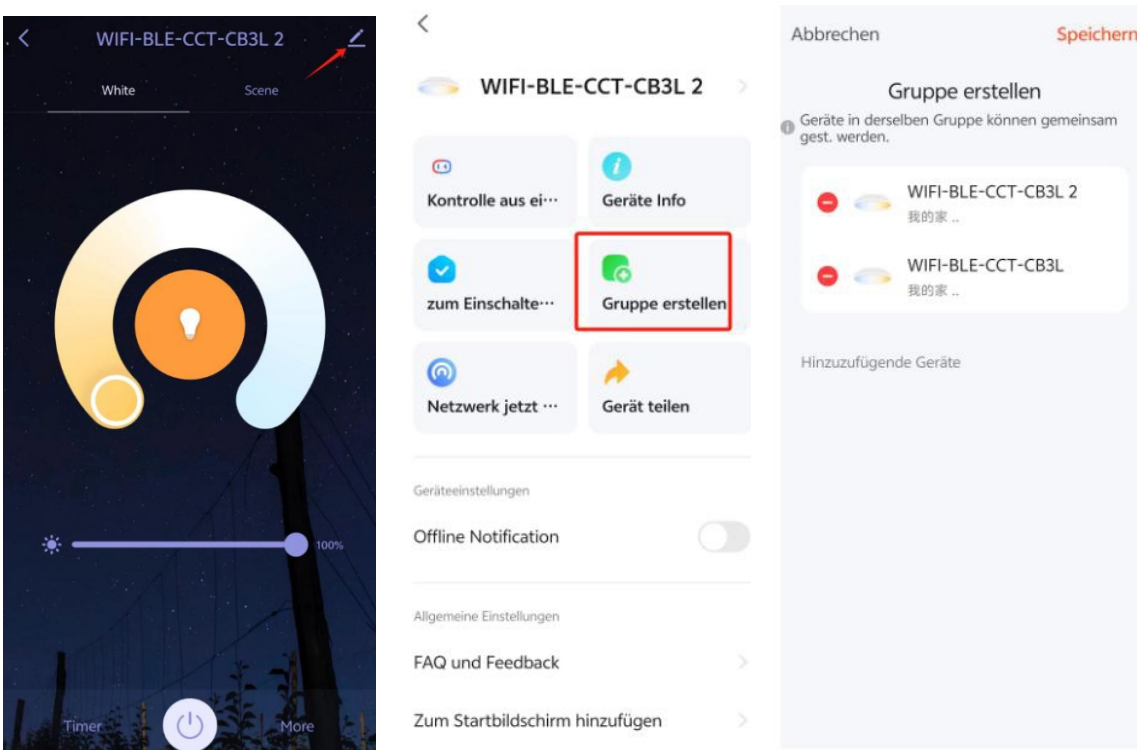 WIFI-BLE-CCT-CB3L 2
White
Scene
100%
Timer
More
WIFI-BLE-CCT-CB3L 2
Kontrolle aus ei···
Geräte Info
zum Einschalte···
Gruppe erstellen
Netzwerk jetzt ···
Gerät teilen
Geräteeinstellungen
Offline Notification
Allgemeine Einstellungen
FAQ und Feedback
Zum Startbildschirm hinzufügen
Abbrechen
Speichern
Gruppe erstellen
Geräte in derselben Gruppe können gemeinsam
gest. werden.
WIFI-BLE-CCT-CB3L 2
我的家 ..
WIFI-BLE-CCT-CB3L
我的家 ..
Hinzuzufügende Geräte